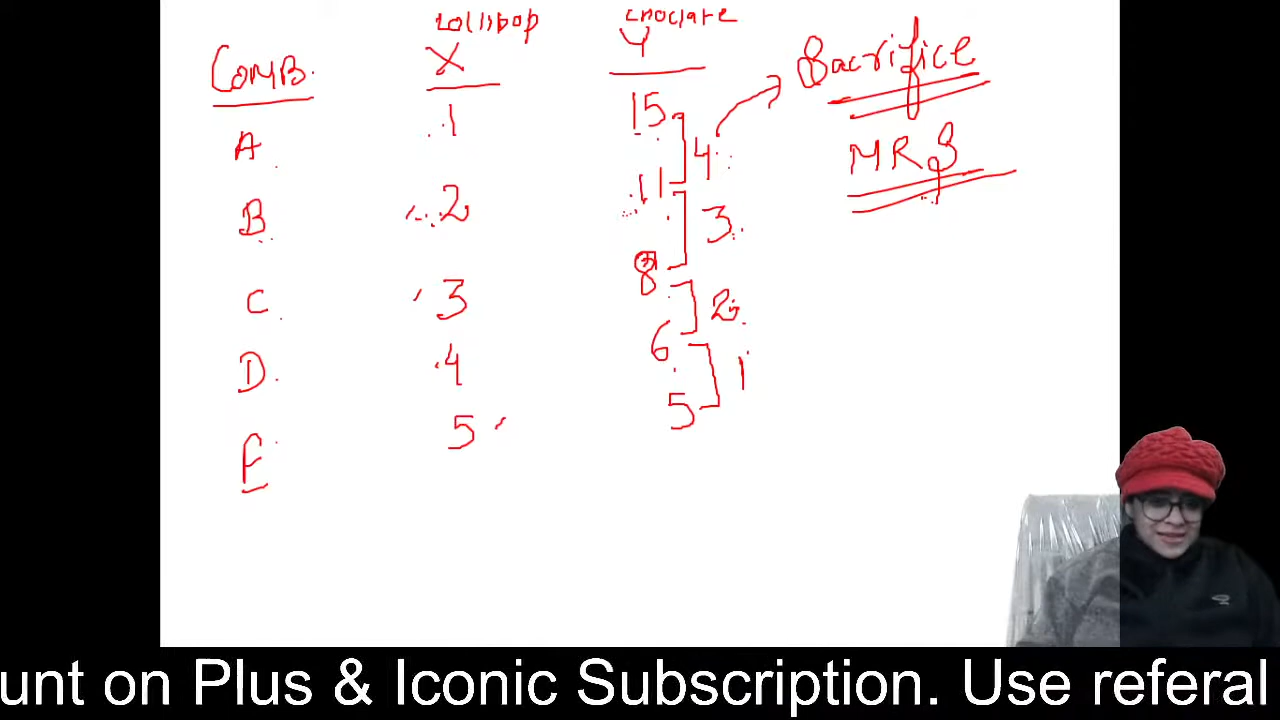 Lollipop choclate
COMB. X Y Sacrifice
A 1 15
4 MRS
B 2 11
3
C 3 8
2
D 4 6
1
E 5 5
unt on Plus & Iconic Subscription. Use referal